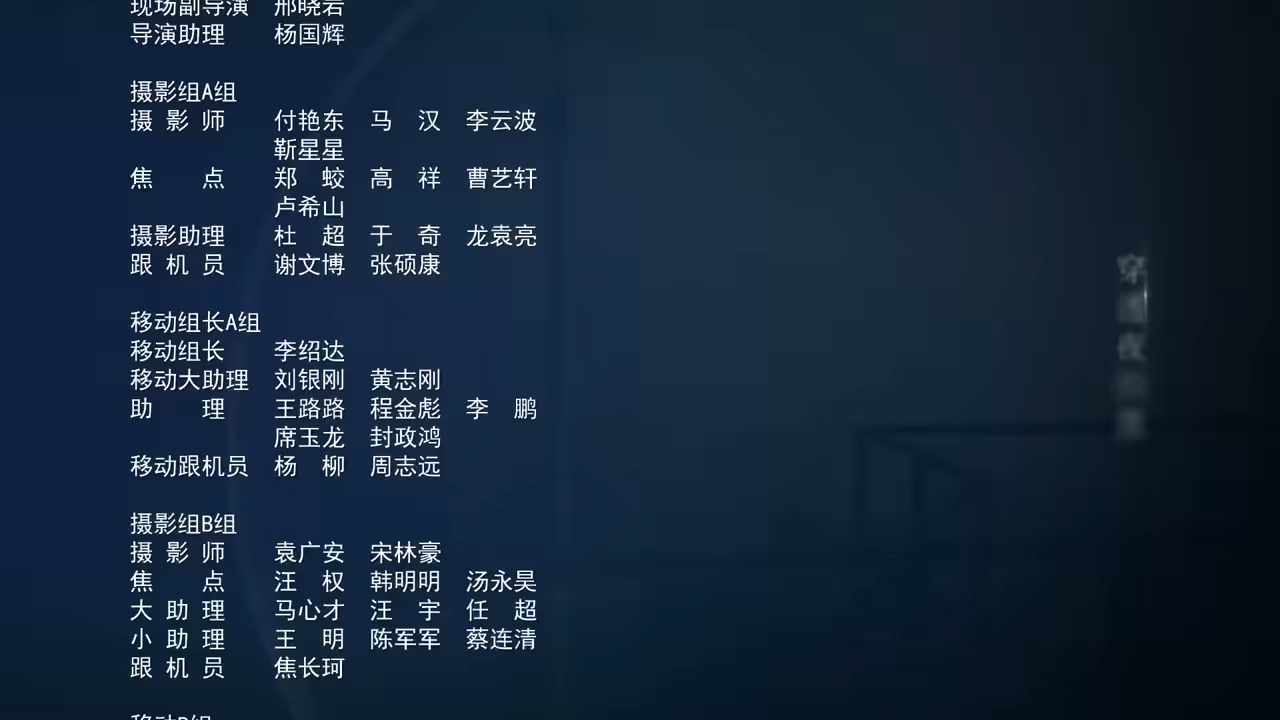 现场副导演 邢晓岩
导演助理 杨国辉
摄影组A组
摄 影 师 付艳东 马 汉 李云波
靳星星
焦 点 郑 蛟 高 祥 曹艺轩
卢希山
摄影助理 杜 超 于 奇 龙袁亮
跟 机 员 谢文博 张硕康
移动组长A组
移动组长 李绍达
移动大助理 刘银刚 黄志刚
助 理 王路路 程金彪 李 鹏
席玉龙 封政鸿
移动跟机员 杨 柳 周志远
摄影组B组
摄 影 师 袁广安 宋林豪
焦 点 汪 权 韩明明 汤永昊
大 助 理 马心才 汪 宇 任 超
小 助 理 王 明 陈军军 蔡连清
跟 机 员 焦长珂
移动B组